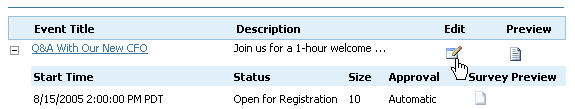 Event Title Description Edit Preview
Q&A With Our New CFO Join us for a 1-hour welcome ...
Start Time Status Size Approval Survey Preview
8/15/2005 2:00:00 PM PDT Open for Registration 10 Automatic